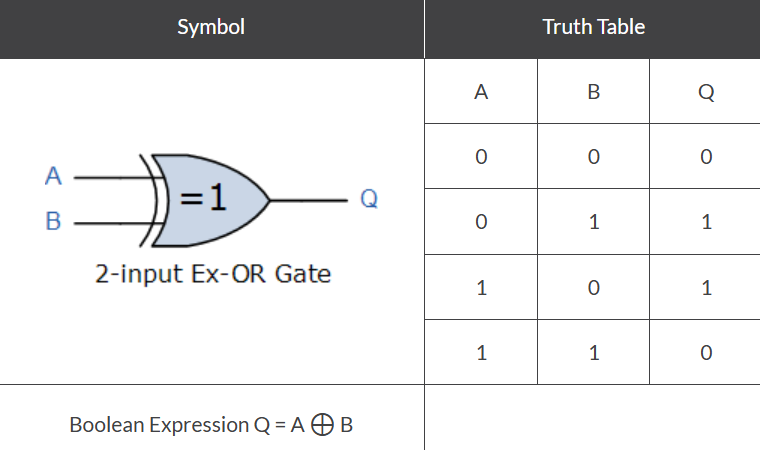 Symbol
Truth Table
A B Q
0 0 0
0 1 1
1 0 1
1 1 0
A
B
=1
Q
2-input Ex-OR Gate
Boolean Expression Q = A ⨁ B